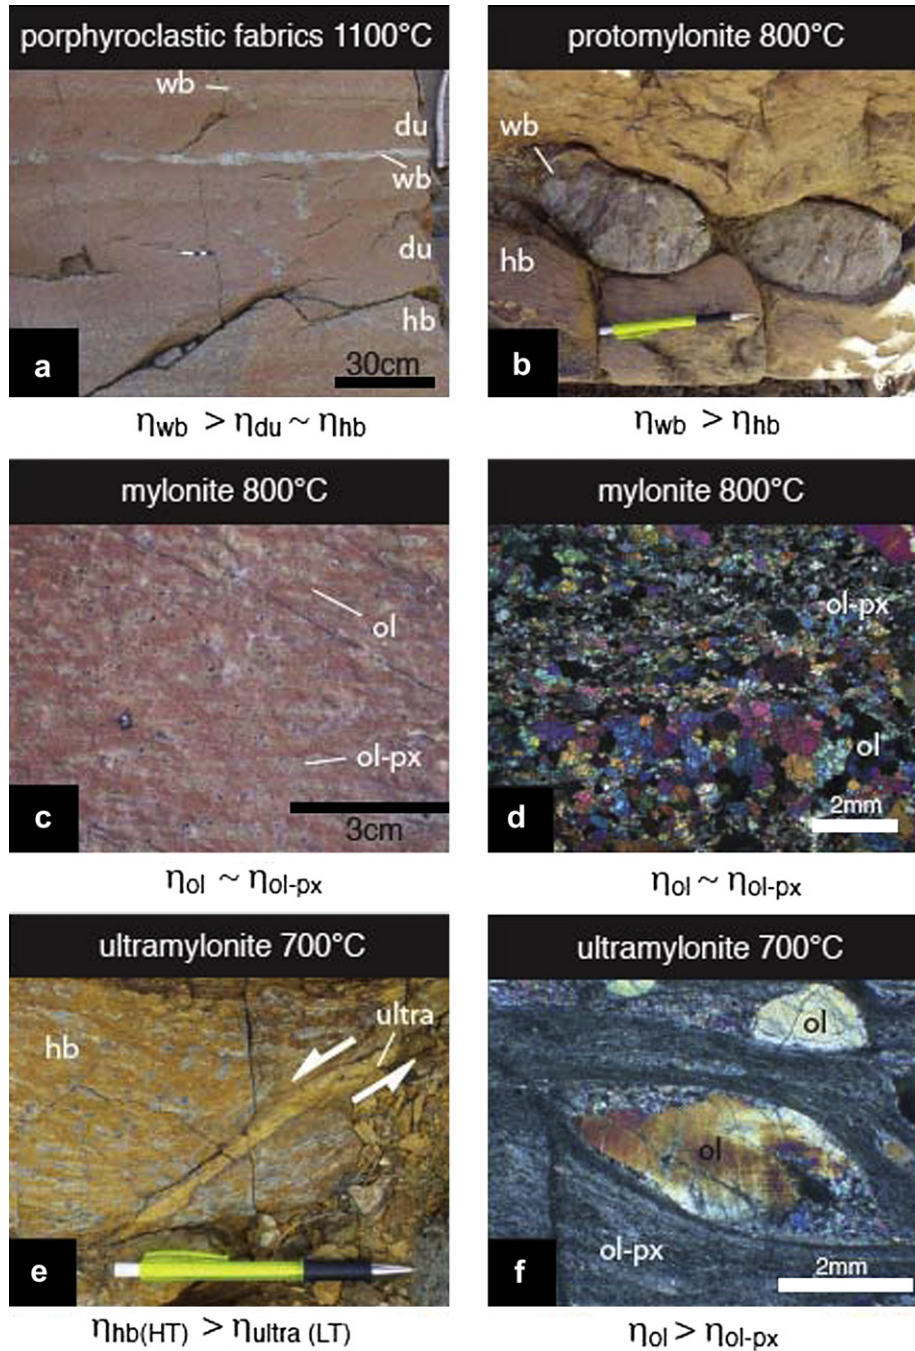 porphyroclastic fabrics 1100°C
wb
du
wb
du
hb
30cm
a
ηwb > ηdu ~ ηhb
protomylonite 800°C
wb
hb
b
ηwb > ηhb
mylonite 800°C
ol
ol-px
3cm
c
ηol ~ ηol-px
mylonite 800°C
ol-px
ol
2mm
d
ηol ~ ηol-px
ultramylonite 700°C
ultra
hb
e
ηhb(HT) > ηultra (LT)
ultramylonite 700°C
ol
ol
ol-px
2mm
f
ηol > ηol-px